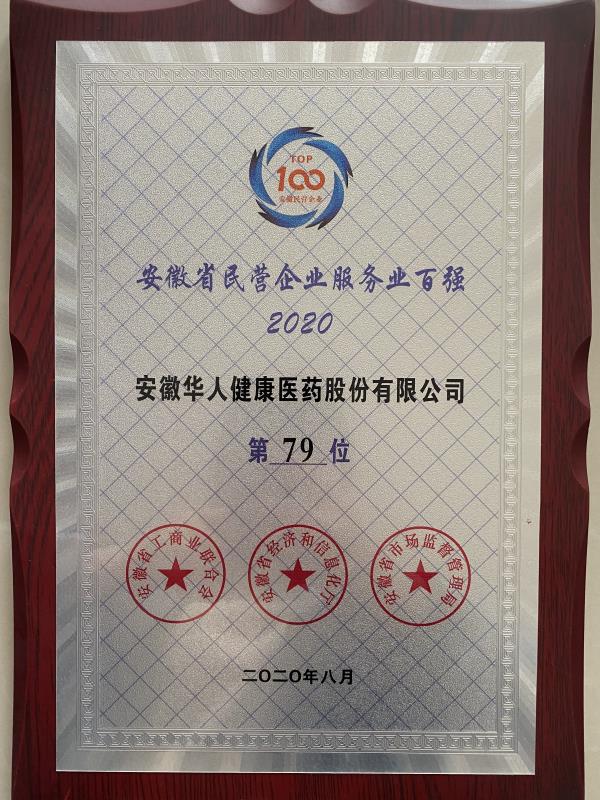 TOP
100
安徽民营企业
安徽省民营企业服务业百强
2020
安徽华人健康医药股份有限公司
第 79 位
安徽省工商业联合会
安徽省经济和信息化厅
安徽省市场监督管理局
二〇二〇年八月